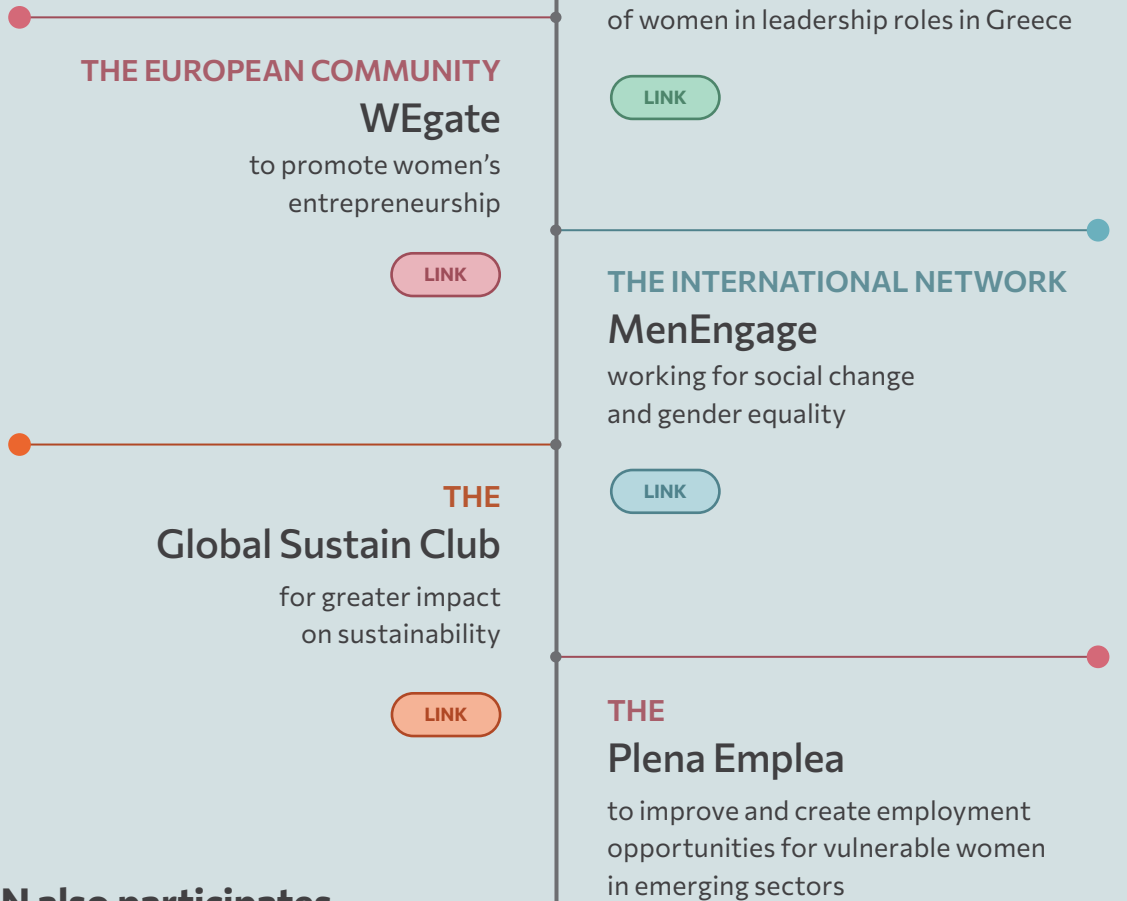 of women in leadership roles in Greece
LINK
THE EUROPEAN COMMUNITY
WEgate
to promote women’s
entrepreneurship
LINK
THE INTERNATIONAL NETWORK
MenEngage
working for social change
and gender equality
LINK
THE
Global Sustain Club
for greater impact
on sustainability
LINK
THE
Plena Emplea
to improve and create employment
opportunities for vulnerable women
in emerging sectors
N also participates